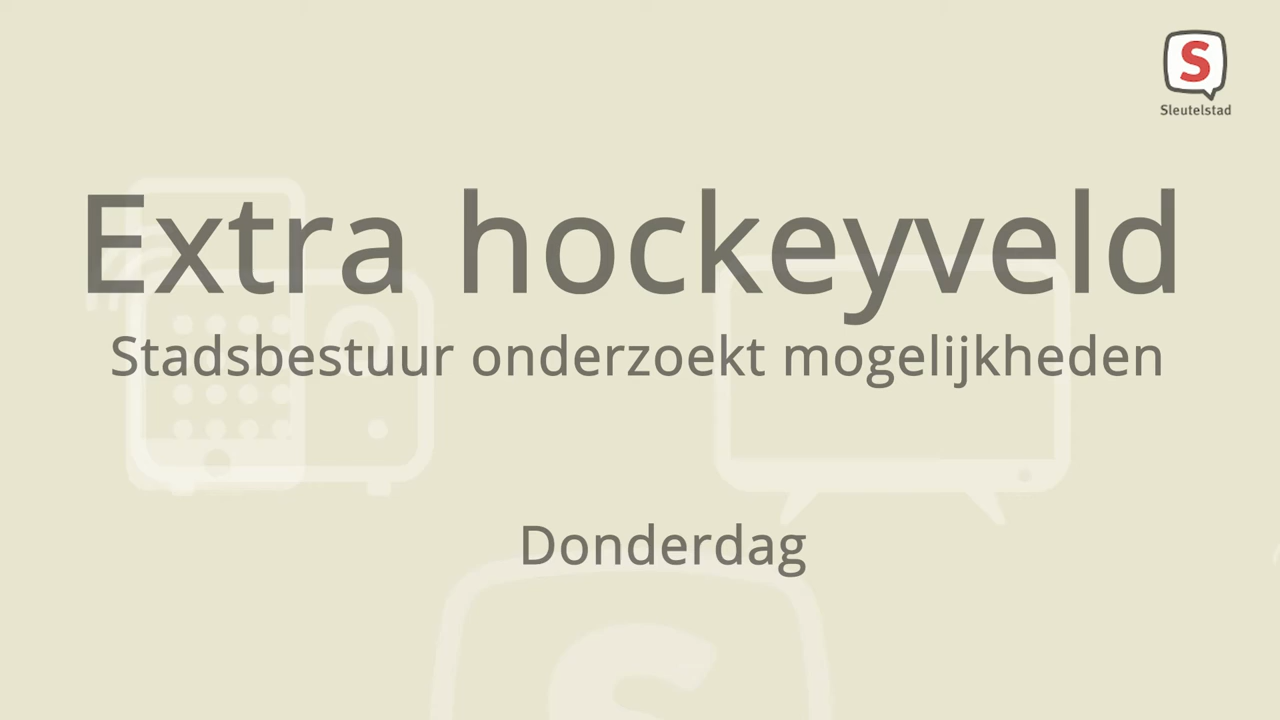 S
Sleutelstad
Extra hockeyveld
Stadsbestuur onderzoekt mogelijkheden
Donderdag
S